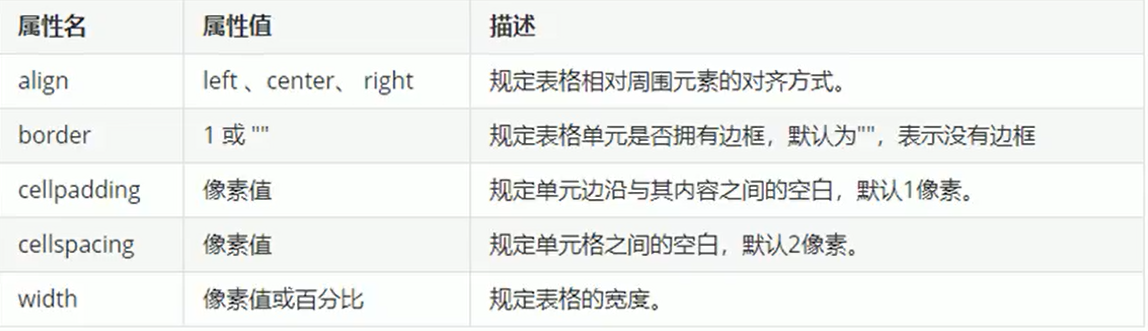 属性名 属性值 描述
align left 、center、 right 规定表格相对周围元素的对齐方式。
border 1 或 "" 规定表格单元是否拥有边框，默认为""，表示没有边框
cellpadding 像素值 规定单元边沿与其内容之间的空白，默认1像素。
cellspacing 像素值 规定单元格之间的空白，默认2像素。
width 像素值或百分比 规定表格的宽度。